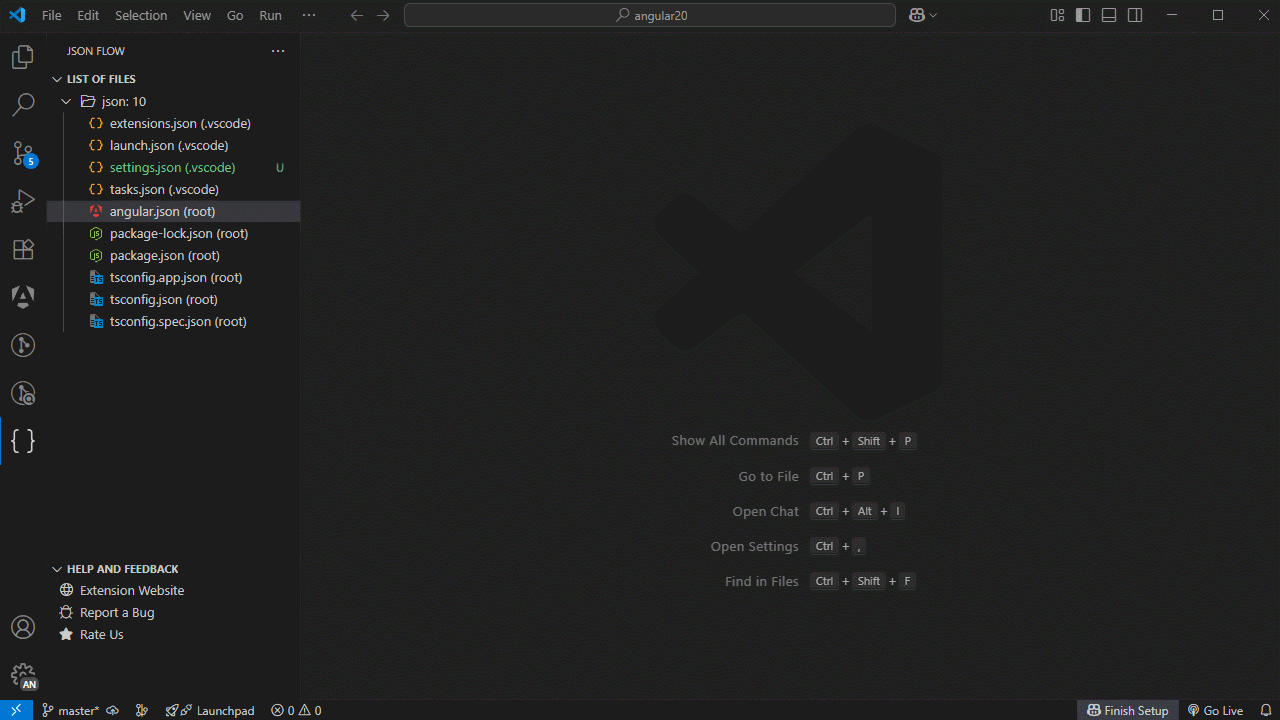 File Edit Selection View Go Run ···
angular20
JSON FLOW
LIST OF FILES
json: 10
extensions.json (.vscode)
launch.json (.vscode)
settings.json (.vscode) U
tasks.json (.vscode)
angular.json (root)
package-lock.json (root)
package.json (root)
tsconfig.app.json (root)
tsconfig.json (root)
tsconfig.spec.json (root)
5
Show All Commands Ctrl + Shift + P
Go to File Ctrl + P
Open Chat Ctrl + Alt + I
Open Settings Ctrl + ,
Find in Files Ctrl + Shift + F
HELP AND FEEDBACK
Extension Website
Report a Bug
Rate Us
AN
master* Launchpad 0 0 Finish Setup Go Live